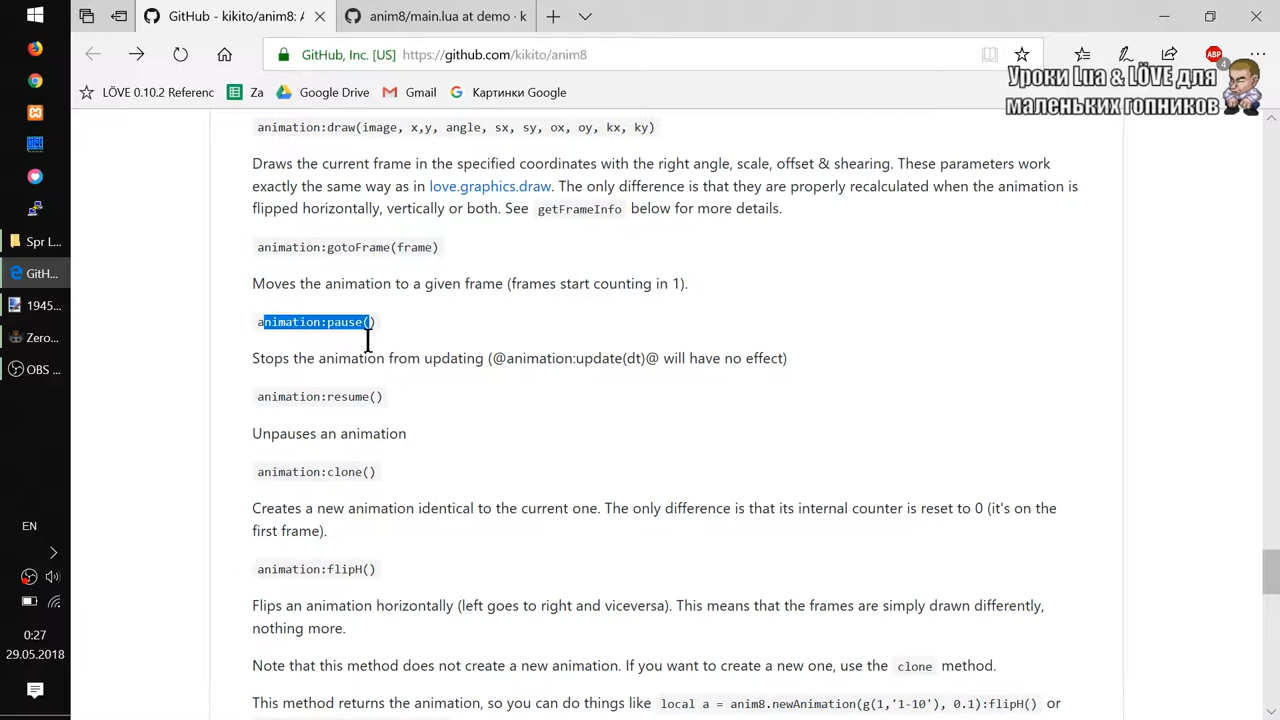 GitHub - kikito/anim8: A
anim8/main.lua at demo · k
GitHub, Inc. [US] https://github.com/kikito/anim8
ABP
4
LÖVE 0.10.2 Referenc
Za
Google Drive
Gmail
Картинки Google
Уроки Lua & LÖVE для
маленьких гопников
animation:draw(image, x,y, angle, sx, sy, ox, oy, kx, ky)
Draws the current frame in the specified coordinates with the right angle, scale, offset & shearing. These parameters work
exactly the same way as in love.graphics.draw. The only difference is that they are properly recalculated when the animation is
flipped horizontally, vertically or both. See getFrameInfo below for more details.
animation:gotoFrame(frame)
Moves the animation to a given frame (frames start counting in 1).
animation:pause()
Stops the animation from updating (@animation:update(dt)@ will have no effect)
animation:resume()
Unpauses an animation
animation:clone()
Creates a new animation identical to the current one. The only difference is that its internal counter is reset to 0 (it's on the
first frame).
animation:flipH()
Flips an animation horizontally (left goes to right and viceversa). This means that the frames are simply drawn differently,
nothing more.
Note that this method does not create a new animation. If you want to create a new one, use the clone method.
This method returns the animation, so you can do things like local a = anim8.newAnimation(g(1,'1-10'), 0.1):flipH() or
Spr L...
GitH...
1945...
Zero...
OBS ...
EN
0:27
29.05.2018